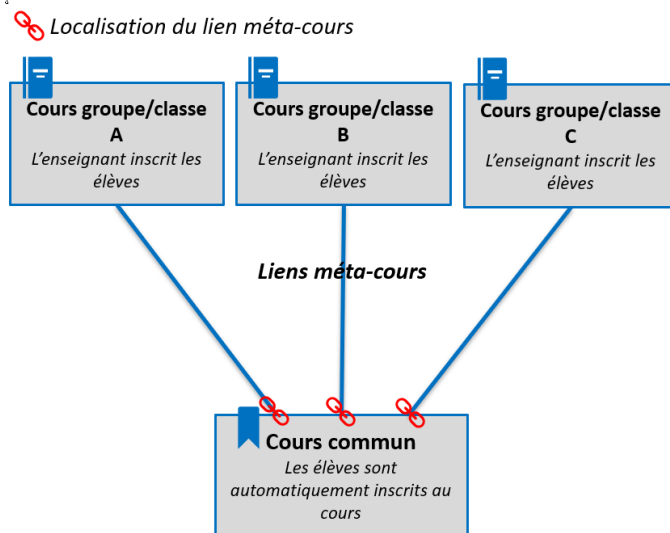 Localisation du lien méta-cours
Cours groupe/classe
A
L'enseignant inscrit les
élèves
Cours groupe/classe
B
L'enseignant inscrit les
élèves
Cours groupe/classe
C
L'enseignant inscrit les
élèves
Liens méta-cours
Cours commun
Les élèves sont
automatiquement inscrits au
cours